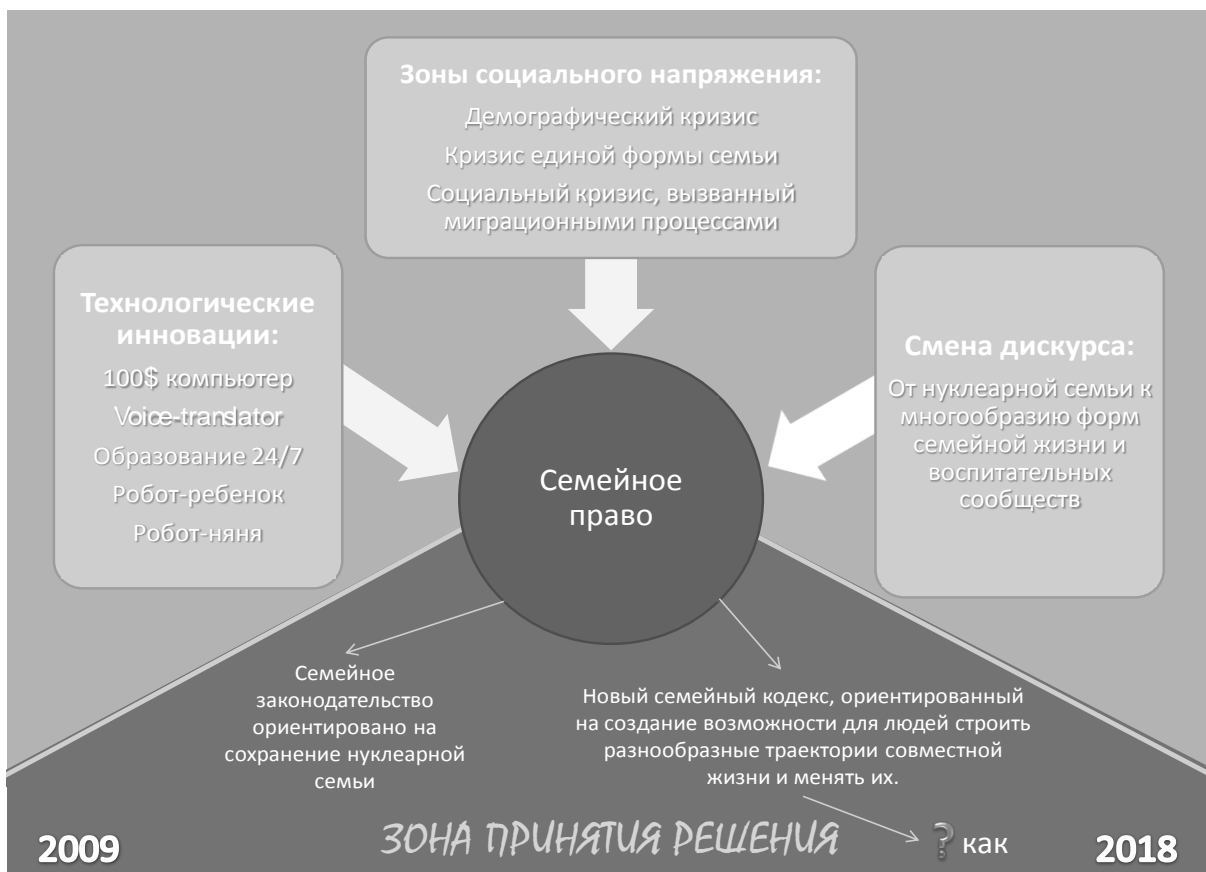 Зоны социального напряжения:
Демографический кризис
Кризис единой формы семьи
Социальный кризис, вызванный
миграционными процессами
Технологические
инновации:
100$ компьютер
Voice-translator
Образование 24/7
Робот-ребенок
Робот-няня
Смена дискурса:
От нуклеарной семьи к
многообразию форм
семейной жизни и
воспитательных
сообществ
Семейное
право
Семейное
законодательство
ориентировано на
сохранение нуклеарной
семьи
Новый семейный кодекс, ориентированный
на создание возможности для людей строить
разнообразные траектории совместной
жизни и менять их.
2009
ЗОНА ПРИНЯТИЯ РЕШЕНИЯ
? как
2018